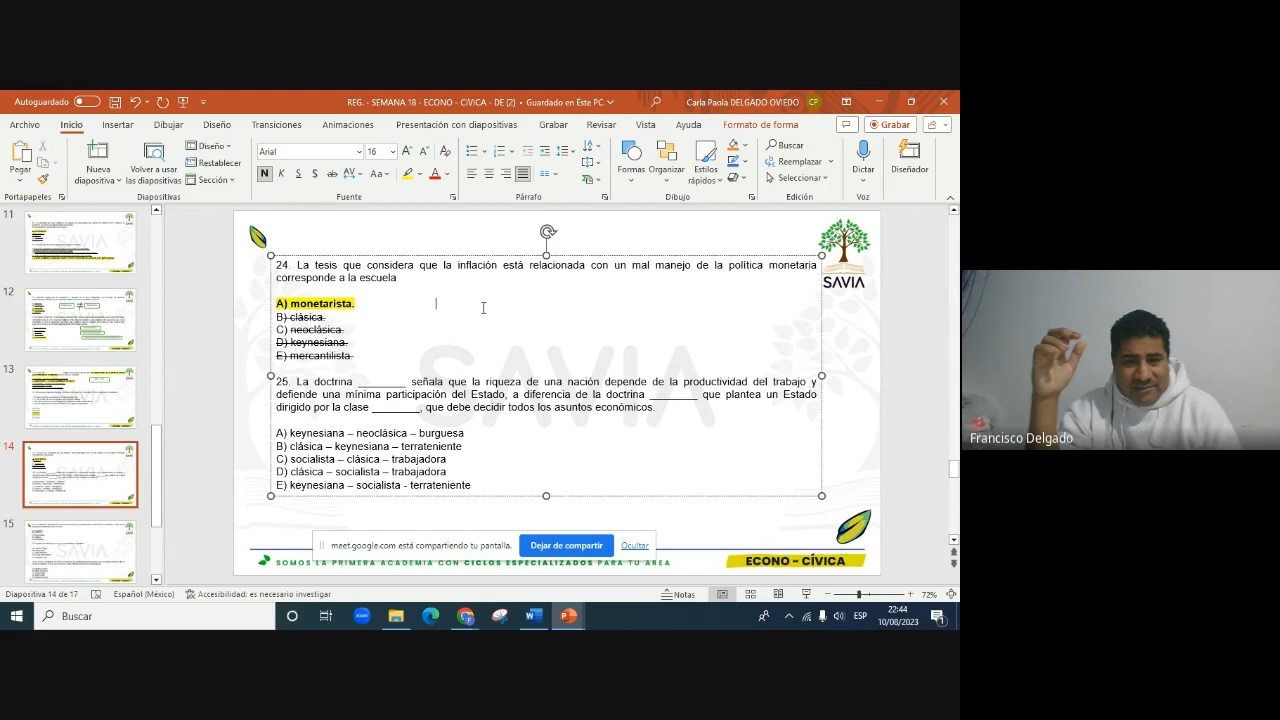 Autoguardado
REG. - SEMANA 18 - ECONO - CÍVICA - DE (2) - Guardado en Éste PC
Carla Paola DELGADO OVIEDO CP
Archivo Inicio Insertar Dibujar Diseño Transiciones Animaciones Presentación con diapositivas Grabar Revisar Vista Ayuda Formato de forma Grabar
Pegar
Nueva diapositiva
Volver a usar las diapositivas
Diseño
Restablecer
Sección
Arial 16
N K S S ab AV Aa A
Formas Organizar Estilos rápidos
Buscar
Reemplazar
Seleccionar
Dictar
Diseñador
Portapapeles Diapositivas Fuente Párrafo Dibujo Edición Voz
11
12
13
14
15
SAVIA
24. La tesis que considera que la inflación está relacionada con un mal manejo de la política monetaria
corresponde a la escuela
A) monetarista.
B) clásica.
C) neoclásica.
D) keynesiana.
E) mercantilista.
SAVIA
25. La doctrina ________ señala que la riqueza de una nación depende de la productividad del trabajo y
defiende una mínima participación del Estado, a diferencia de la doctrina ________ que plantea un Estado
dirigido por la clase ________, que debe decidir todos los asuntos económicos.
A) keynesiana – neoclásica – burguesa
B) clásica – keynesiana – terrateniente
C) socialista – clásica – trabajadora
D) clásica – socialista – trabajadora
E) keynesiana – socialista - terrateniente
meet.google.com está compartiendo tu pantalla. Dejar de compartir Ocultar
SOMOS LA PRIMERA ACADEMIA CON CICLOS ESPECIALIZADOS PARA TU AREA
ECONO - CÍVICA
Diapositiva 14 de 17 Español (México) Accesibilidad: es necesario investigar Notas 72%
Buscar
ESP
22:44
10/08/2023
Francisco Delgado